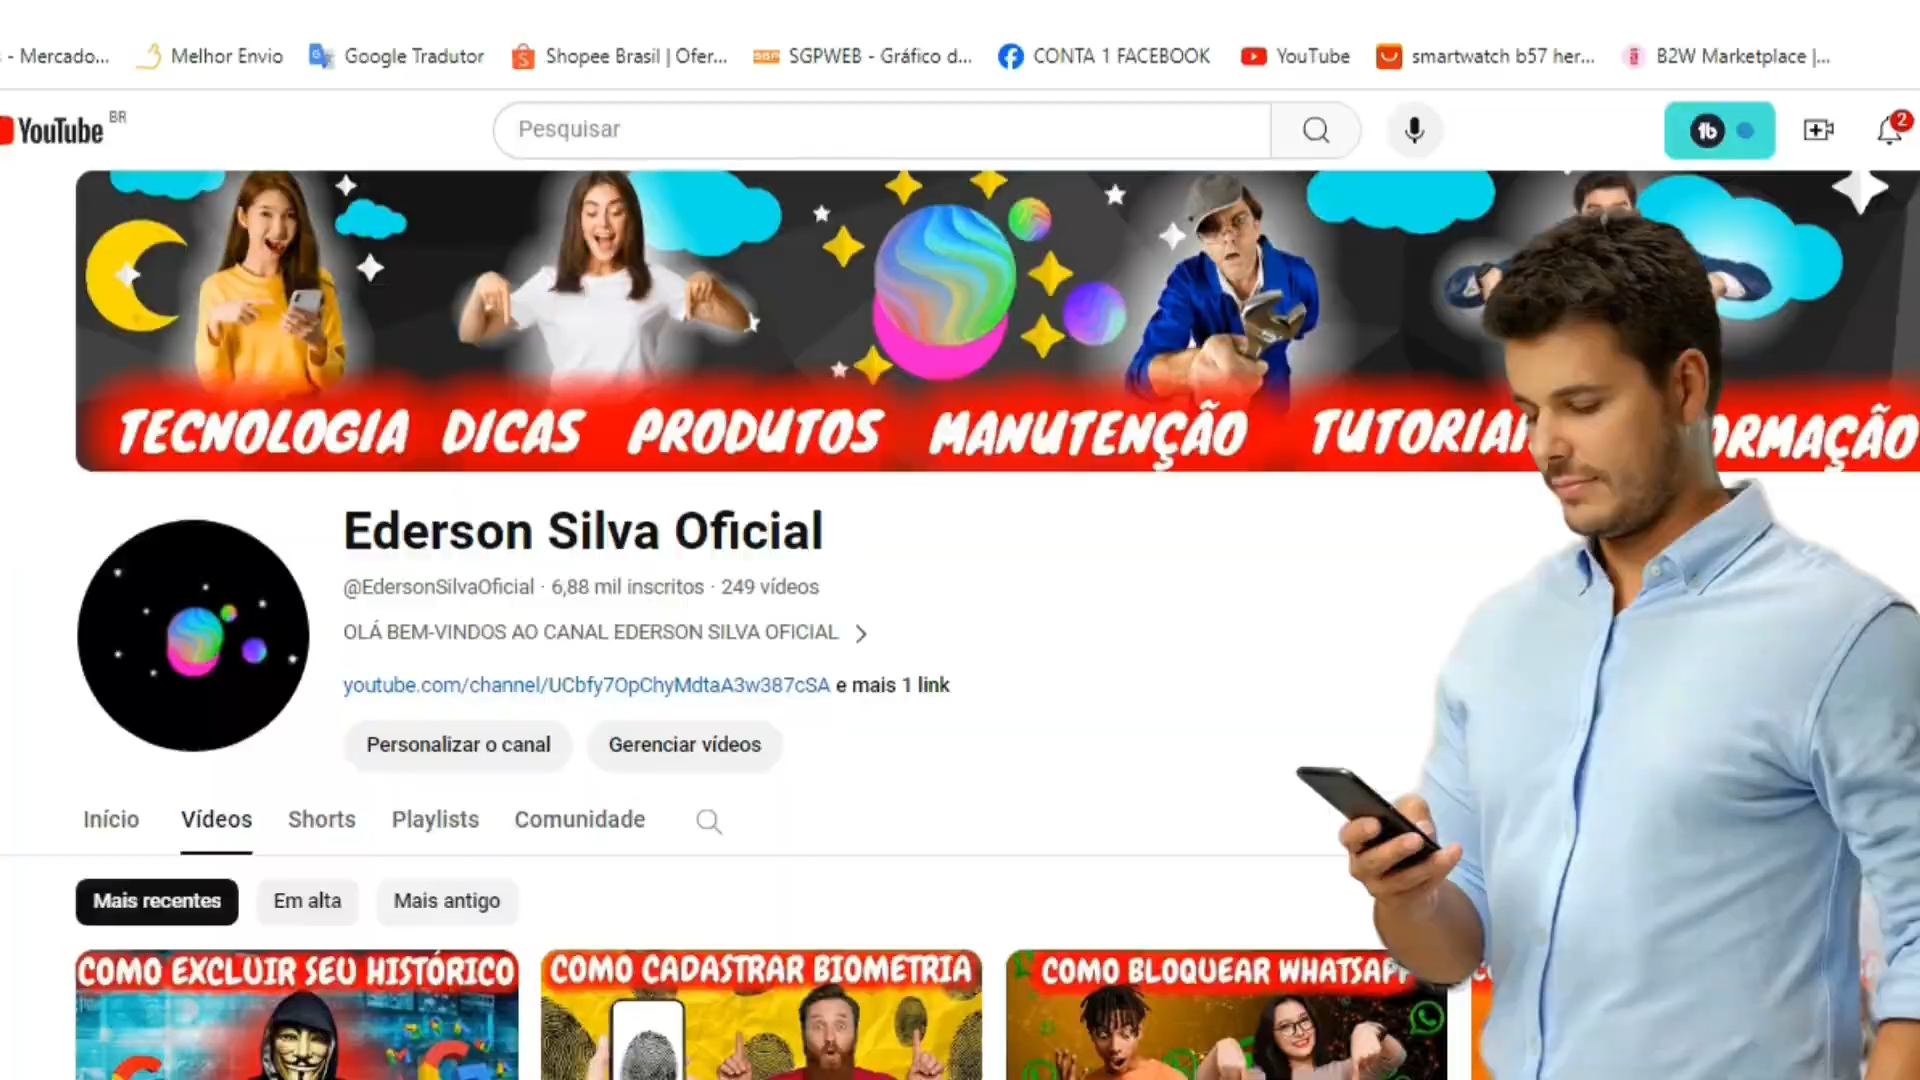 - Mercado...
Melhor Envio
Google Tradutor
Shopee Brasil | Ofer...
SGPWEB - Gráfico d...
CONTA 1 FACEBOOK
YouTube
smartwatch b57 her...
B2W Marketplace |...
YouTube BR
Pesquisar
2
TECNOLOGIA DICAS PRODUTOS MANUTENÇÃO TUTORIAI ORMAÇÃO
Ederson Silva Oficial
@EdersonSilvaOficial · 6,88 mil inscritos · 249 vídeos
OLÁ BEM-VINDOS AO CANAL EDERSON SILVA OFICIAL
youtube.com/channel/UCbfy7OpChyMdtaA3w387cSA e mais 1 link
Personalizar o canal
Gerenciar vídeos
Início
Vídeos
Shorts
Playlists
Comunidade
Mais recentes
Em alta
Mais antigo
COMO EXCLUIR SEU HISTÓRICO
COMO CADASTRAR BIOMETRIA
COMO BLOQUEAR WHATSAPP